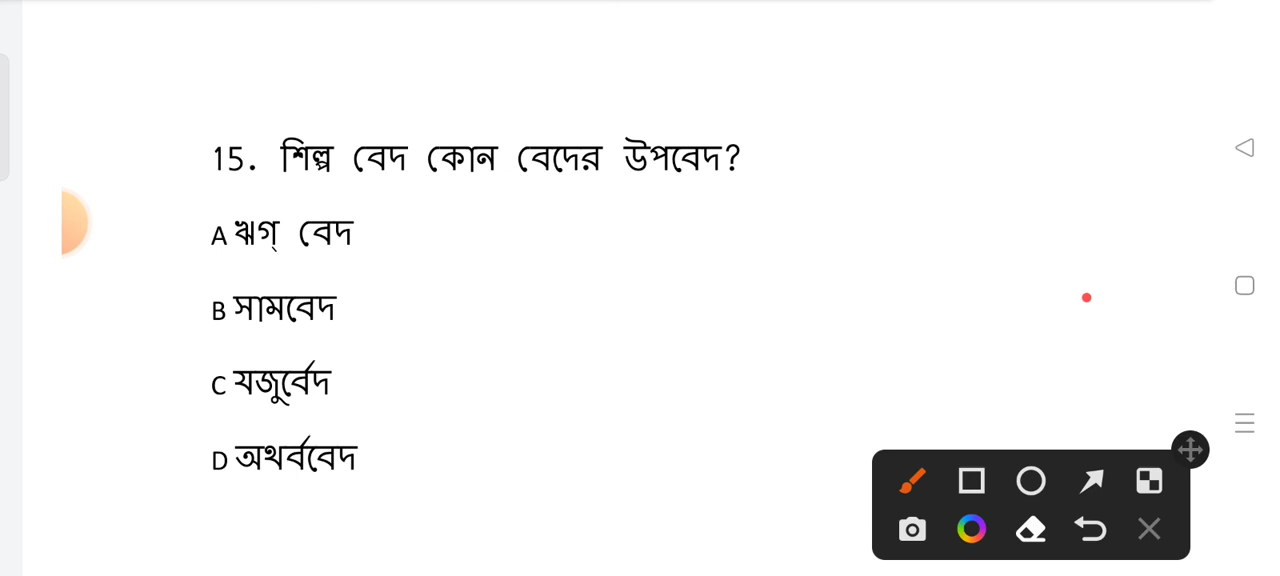 15. শিল্প বেদ কোন বেদের উপবেদ?
A ঋগ্ বেদ
B সামবেদ
C যজুর্বেদ
D অথর্ববেদ